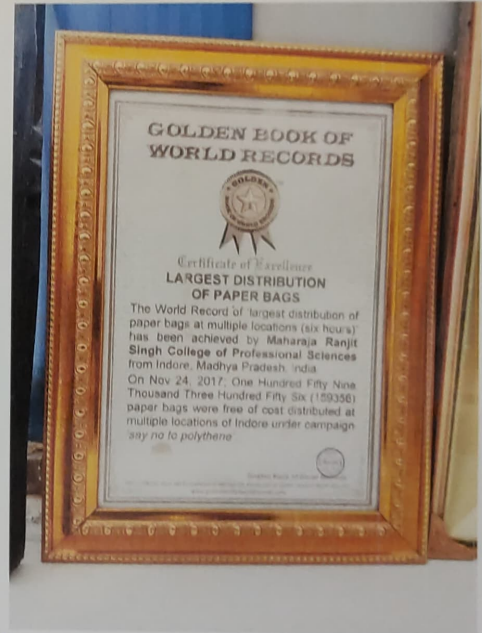 GOLDEN BOOK OF
WORLD RECORDS
GOLDEN
Certificate of Excellence
LARGEST DISTRIBUTION
OF PAPER BAGS
The World Record of largest distribution of
paper bags at multiple locations (six hours)
has been achieved by Maharaja Ranjit
Singh College of Professional Sciences
from Indore, Madhya Pradesh, India.
On Nov 24, 2017, One Hundred Fifty Nine
Thousand Three Hundred Fifty Six (159356)
paper bags were free of cost distributed at
multiple locations of Indore under campaign
'say no to polythene'